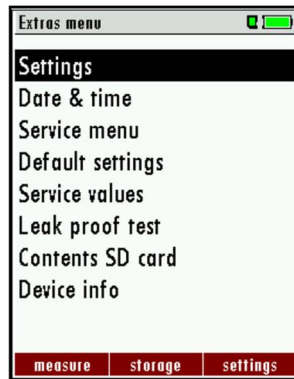 Extras menu
Settings
Date & time
Service menu
Default settings
Service values
Leak proof test
Contents SD card
Device info
measure storage settings